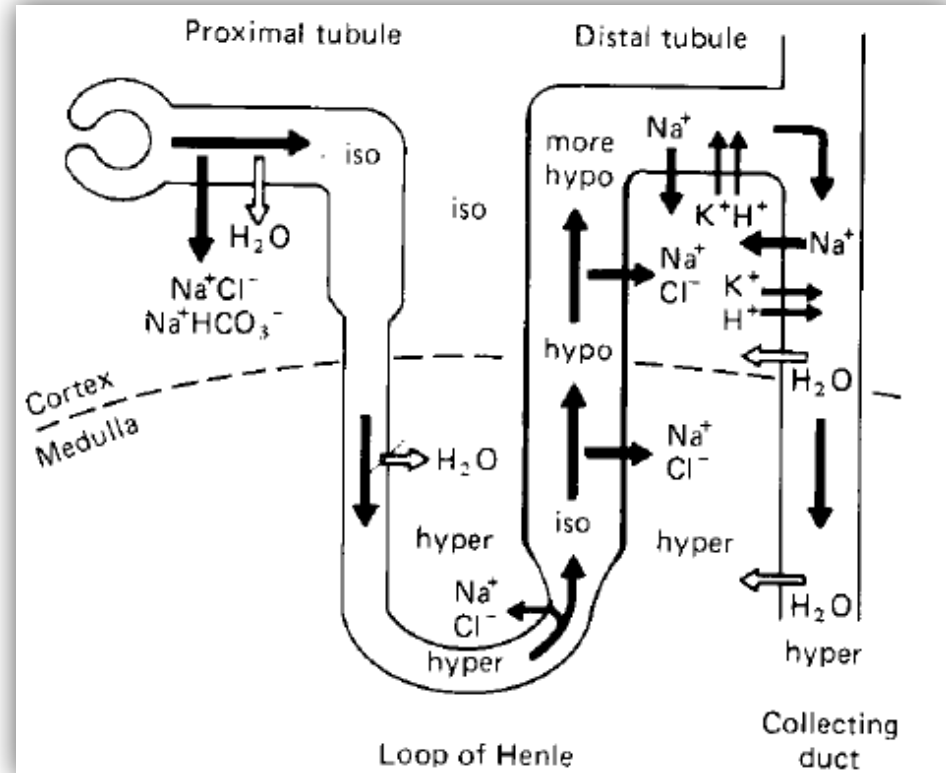 Proximal tubule
Distal tubule
iso
H₂O
Na⁺Cl⁻
Na⁺HCO₃⁻
iso
more
hypo
Na⁺
K⁺H⁺
Na⁺
Cl⁻
hypo
Na⁺
K⁺
H⁺
H₂O
Cortex
Medulla
H₂O
hyper
Na⁺
Cl⁻
hyper
iso
Na⁺
Cl⁻
hyper
H₂O
hyper
Loop of Henle
Collecting
duct